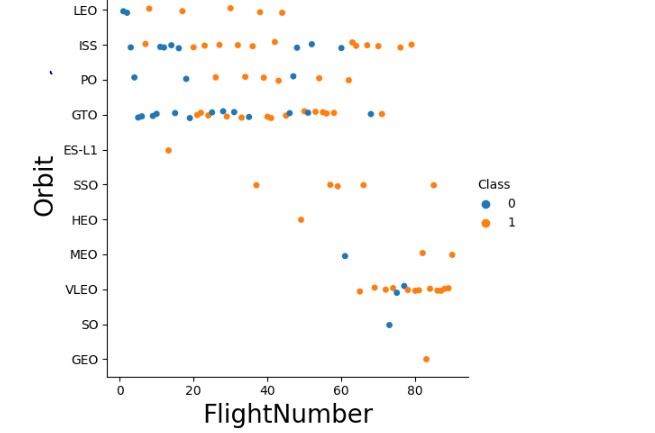 LEO
ISS
PO
GTO
ES-L1
SSO
HEO
MEO
VLEO
SO
GEO
Orbit
0
20
40
60
80
FlightNumber
Class
0
1